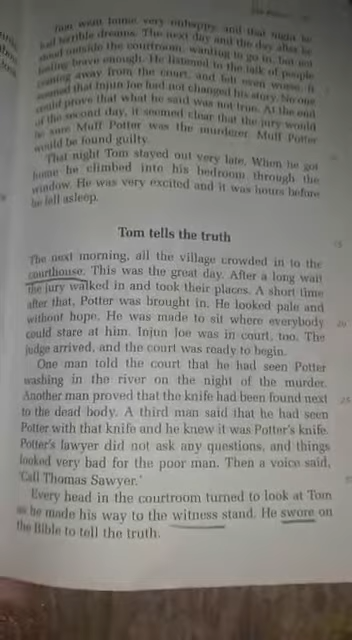 Tom went home very unhappy, and that night he
had terrible dreams. The next day and the day after he
stood outside the courtroom, wanting to go in, but not
being brave enough. He listened to the talk of people
coming away from the court, and felt even worse. It
seemed that Injun Joe had not changed his story. No one
could prove that what he said was not true. At the end
of the second day, it seemed clear that the jury would
be sure Muff Potter was the murderer. Muff Potter
would be found guilty.
That night Tom stayed out very late. When he got
home he climbed into his bedroom through the
window. He was very excited and it was hours before
he fell asleep.
Tom tells the truth
15
The next morning, all the village crowded in to the
courthouse. This was the great day. After a long wait
the jury walked in and took their places. A short time
after that, Potter was brought in. He looked pale and
without hope. He was made to sit where everybody
20
could stare at him. Injun Joe was in court, too. The
judge arrived, and the court was ready to begin.
One man told the court that he had seen Potter
washing in the river on the night of the murder.
Another man proved that the knife had been found next
25
to the dead body. A third man said that he had seen
Potter with that knife and he knew it was Potter's knife.
Potter's lawyer did not ask any questions, and things
looked very bad for the poor man. Then a voice said,
'Call Thomas Sawyer.'
Every head in the courtroom turned to look at Tom
as he made his way to the witness stand. He swore on
the Bible to tell the truth.